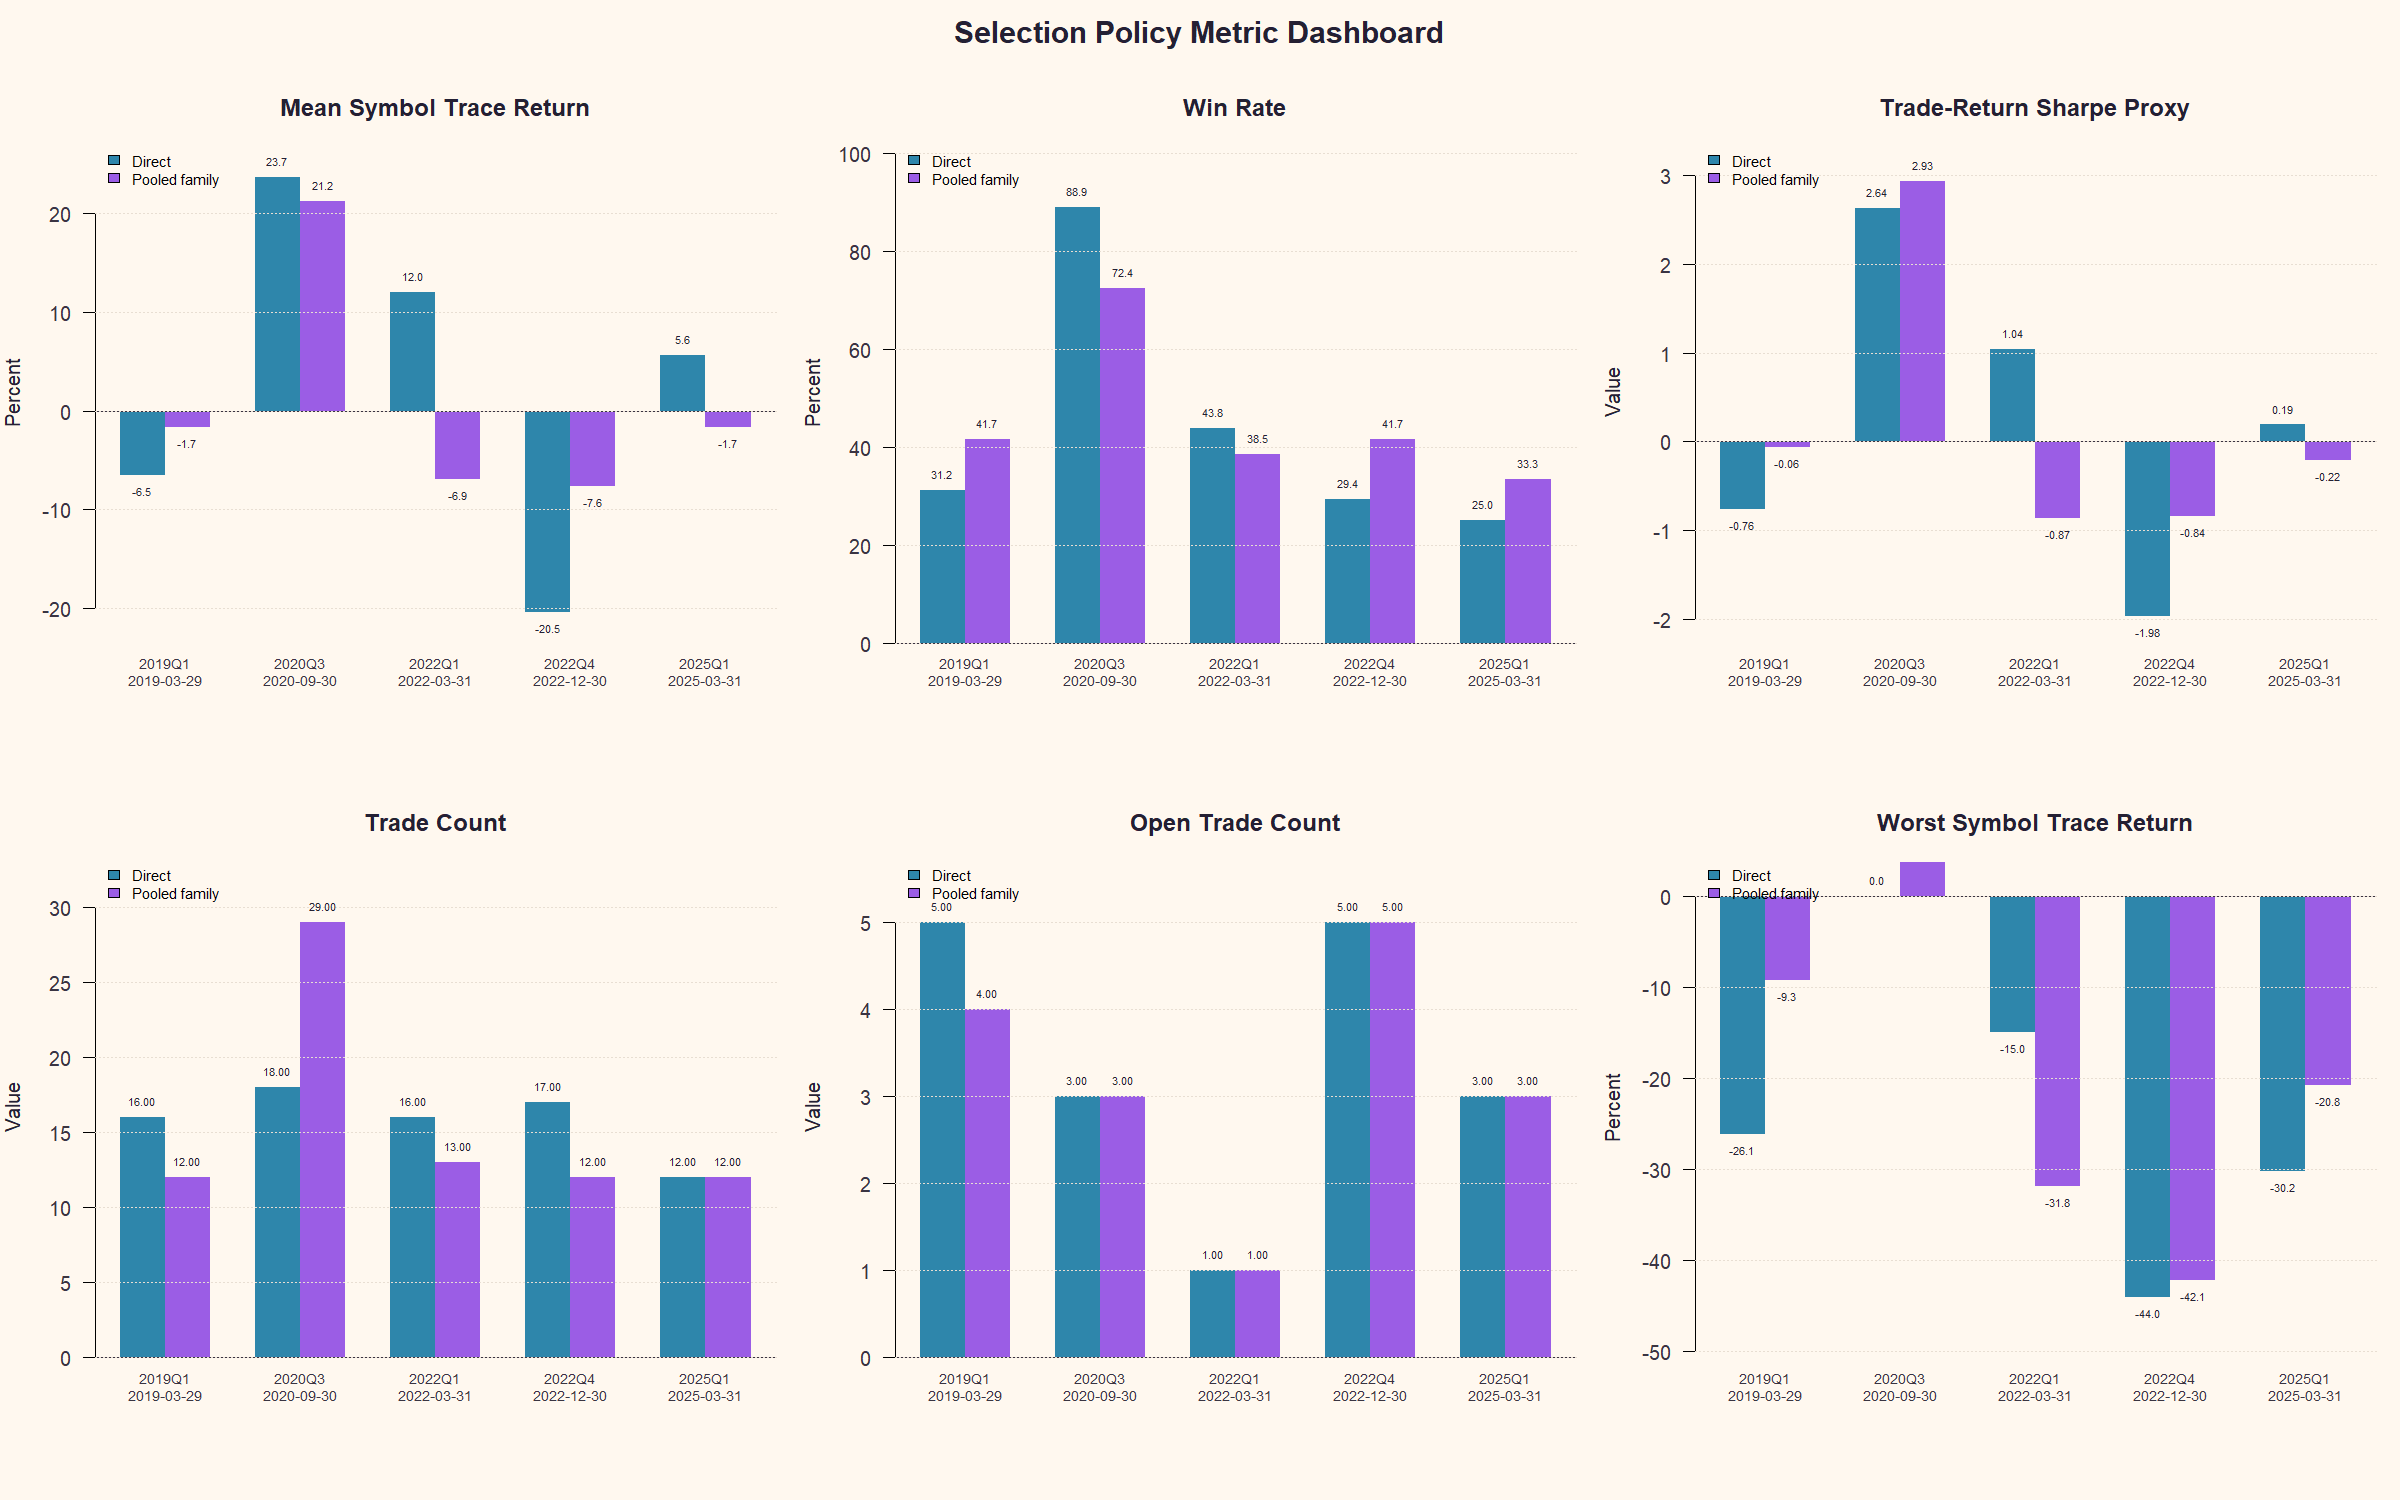 Selection Policy Metric Dashboard
Mean Symbol Trace Return
Direct
Pooled family
Percent
20
10
0
-10
-20
-6.5
-1.7
23.7
21.2
12.0
-6.9
-20.5
-7.6
5.6
-1.7
2019Q1
2019-03-29
2020Q3
2020-09-30
2022Q1
2022-03-31
2022Q4
2022-12-30
2025Q1
2025-03-31
Win Rate
Direct
Pooled family
Percent
100
80
60
40
20
0
31.2
41.7
88.9
72.4
43.8
38.5
29.4
41.7
25.0
33.3
2019Q1
2019-03-29
2020Q3
2020-09-30
2022Q1
2022-03-31
2022Q4
2022-12-30
2025Q1
2025-03-31
Trade-Return Sharpe Proxy
Direct
Pooled family
Value
3
2
1
0
-1
-2
-0.76
-0.06
2.64
2.93
1.04
-0.87
-1.98
-0.84
0.19
-0.22
2019Q1
2019-03-29
2020Q3
2020-09-30
2022Q1
2022-03-31
2022Q4
2022-12-30
2025Q1
2025-03-31
Trade Count
Direct
Pooled family
Value
30
25
20
15
10
5
0
16.00
12.00
18.00
29.00
16.00
13.00
17.00
12.00
12.00
12.00
2019Q1
2019-03-29
2020Q3
2020-09-30
2022Q1
2022-03-31
2022Q4
2022-12-30
2025Q1
2025-03-31
Open Trade Count
Direct
Pooled family
Value
5
4
3
2
1
0
5.00
4.00
3.00
3.00
1.00
1.00
5.00
5.00
3.00
3.00
2019Q1
2019-03-29
2020Q3
2020-09-30
2022Q1
2022-03-31
2022Q4
2022-12-30
2025Q1
2025-03-31
Worst Symbol Trace Return
Direct
Pooled family
Percent
0
-10
-20
-30
-40
-50
-26.1
-9.3
0.0
-15.0
-31.8
-44.0
-42.1
-30.2
-20.8
2019Q1
2019-03-29
2020Q3
2020-09-30
2022Q1
2022-03-31
2022Q4
2022-12-30
2025Q1
2025-03-31